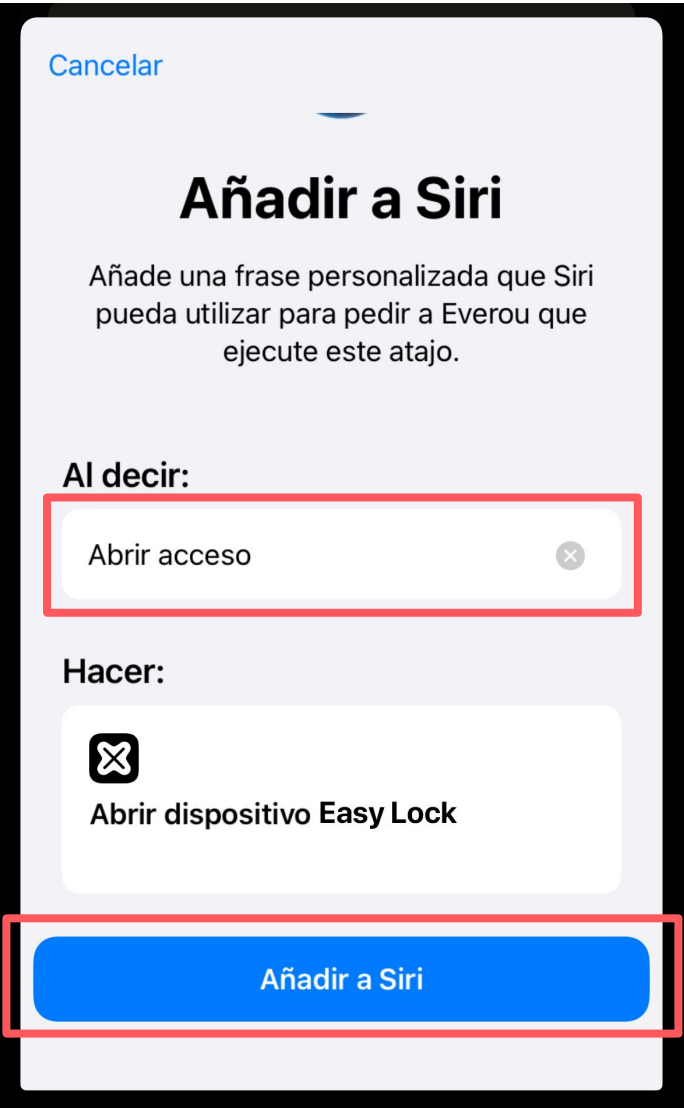 Cancelar
Añadir a Siri
Añade una frase personalizada que Siri
pueda utilizar para pedir a Everou que
ejecute este atajo.
Al decir:
Abrir acceso
Hacer:
Abrir dispositivo Easy Lock
Añadir a Siri